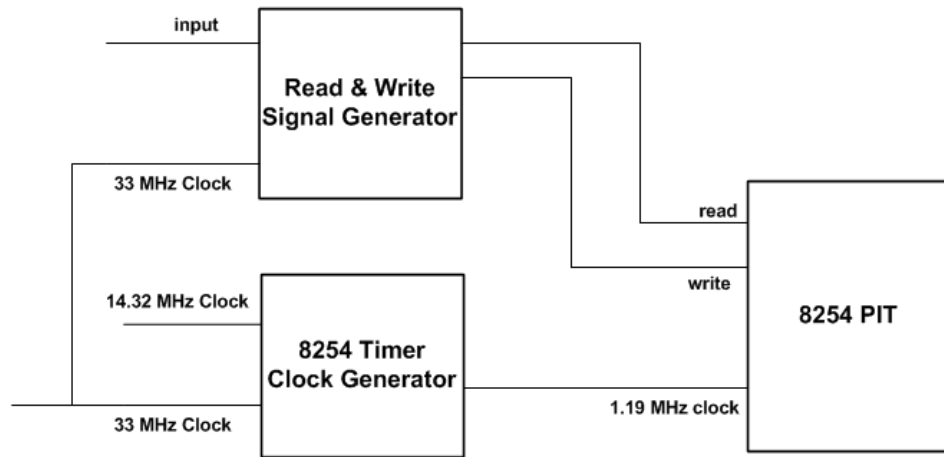 input
Read & Write
Signal Generator
33 MHz Clock
read
write
14.32 MHz Clock
8254 PIT
8254 Timer
Clock Generator
1.19 MHz clock
33 MHz Clock